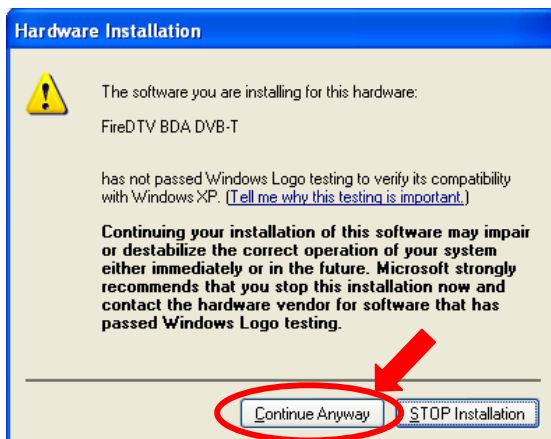 Hardware Installation
The software you are installing for this hardware:
FireDTV BDA DVB-T
has not passed Windows Logo testing to verify its compatibility
with Windows XP. (Tell me why this testing is important.)
Continuing your installation of this software may impair
or destabilize the correct operation of your system
either immediately or in the future. Microsoft strongly
recommends that you stop this installation now and
contact the hardware vendor for software that has
passed Windows Logo testing.
Continue Anyway STOP Installation